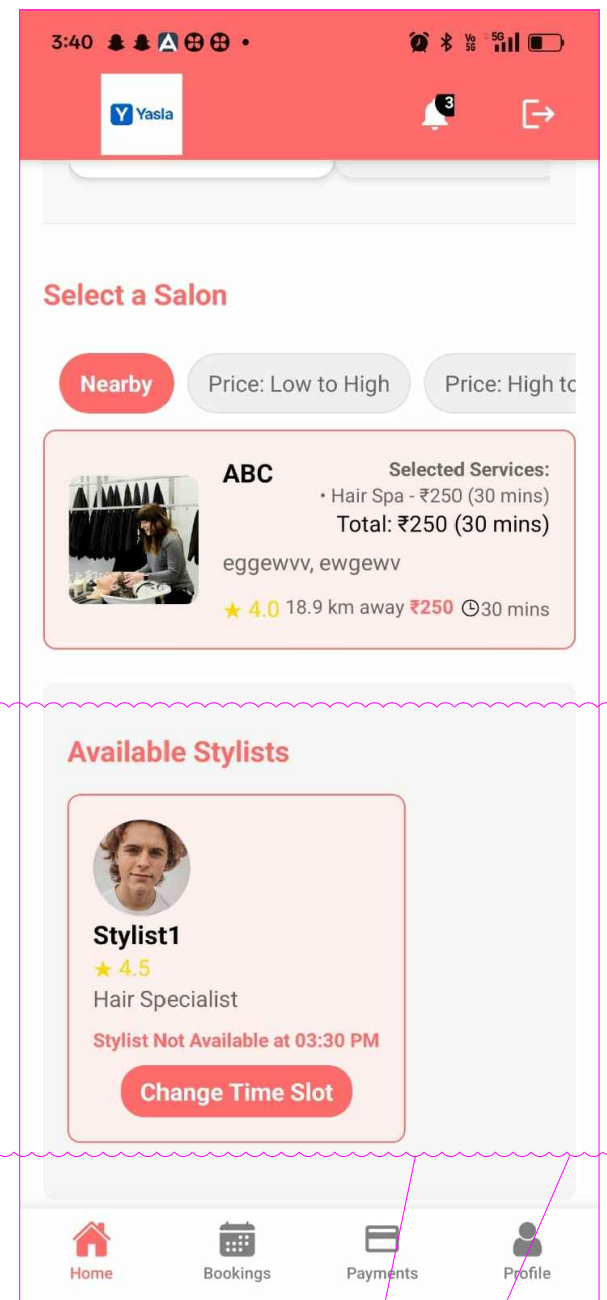 3:40
Vo 5G 5G
Y Yasla
3
Select a Salon
Nearby Price: Low to High Price: High to
ABC
Selected Services:
• Hair Spa - ₹250 (30 mins)
Total: ₹250 (30 mins)
eggewvv, ewgewv
★ 4.0 18.9 km away ₹250 30 mins
Available Stylists
Stylist1
★ 4.5
Hair Specialist
Stylist Not Available at 03:30 PM
Change Time Slot
Home Bookings Payments Profile